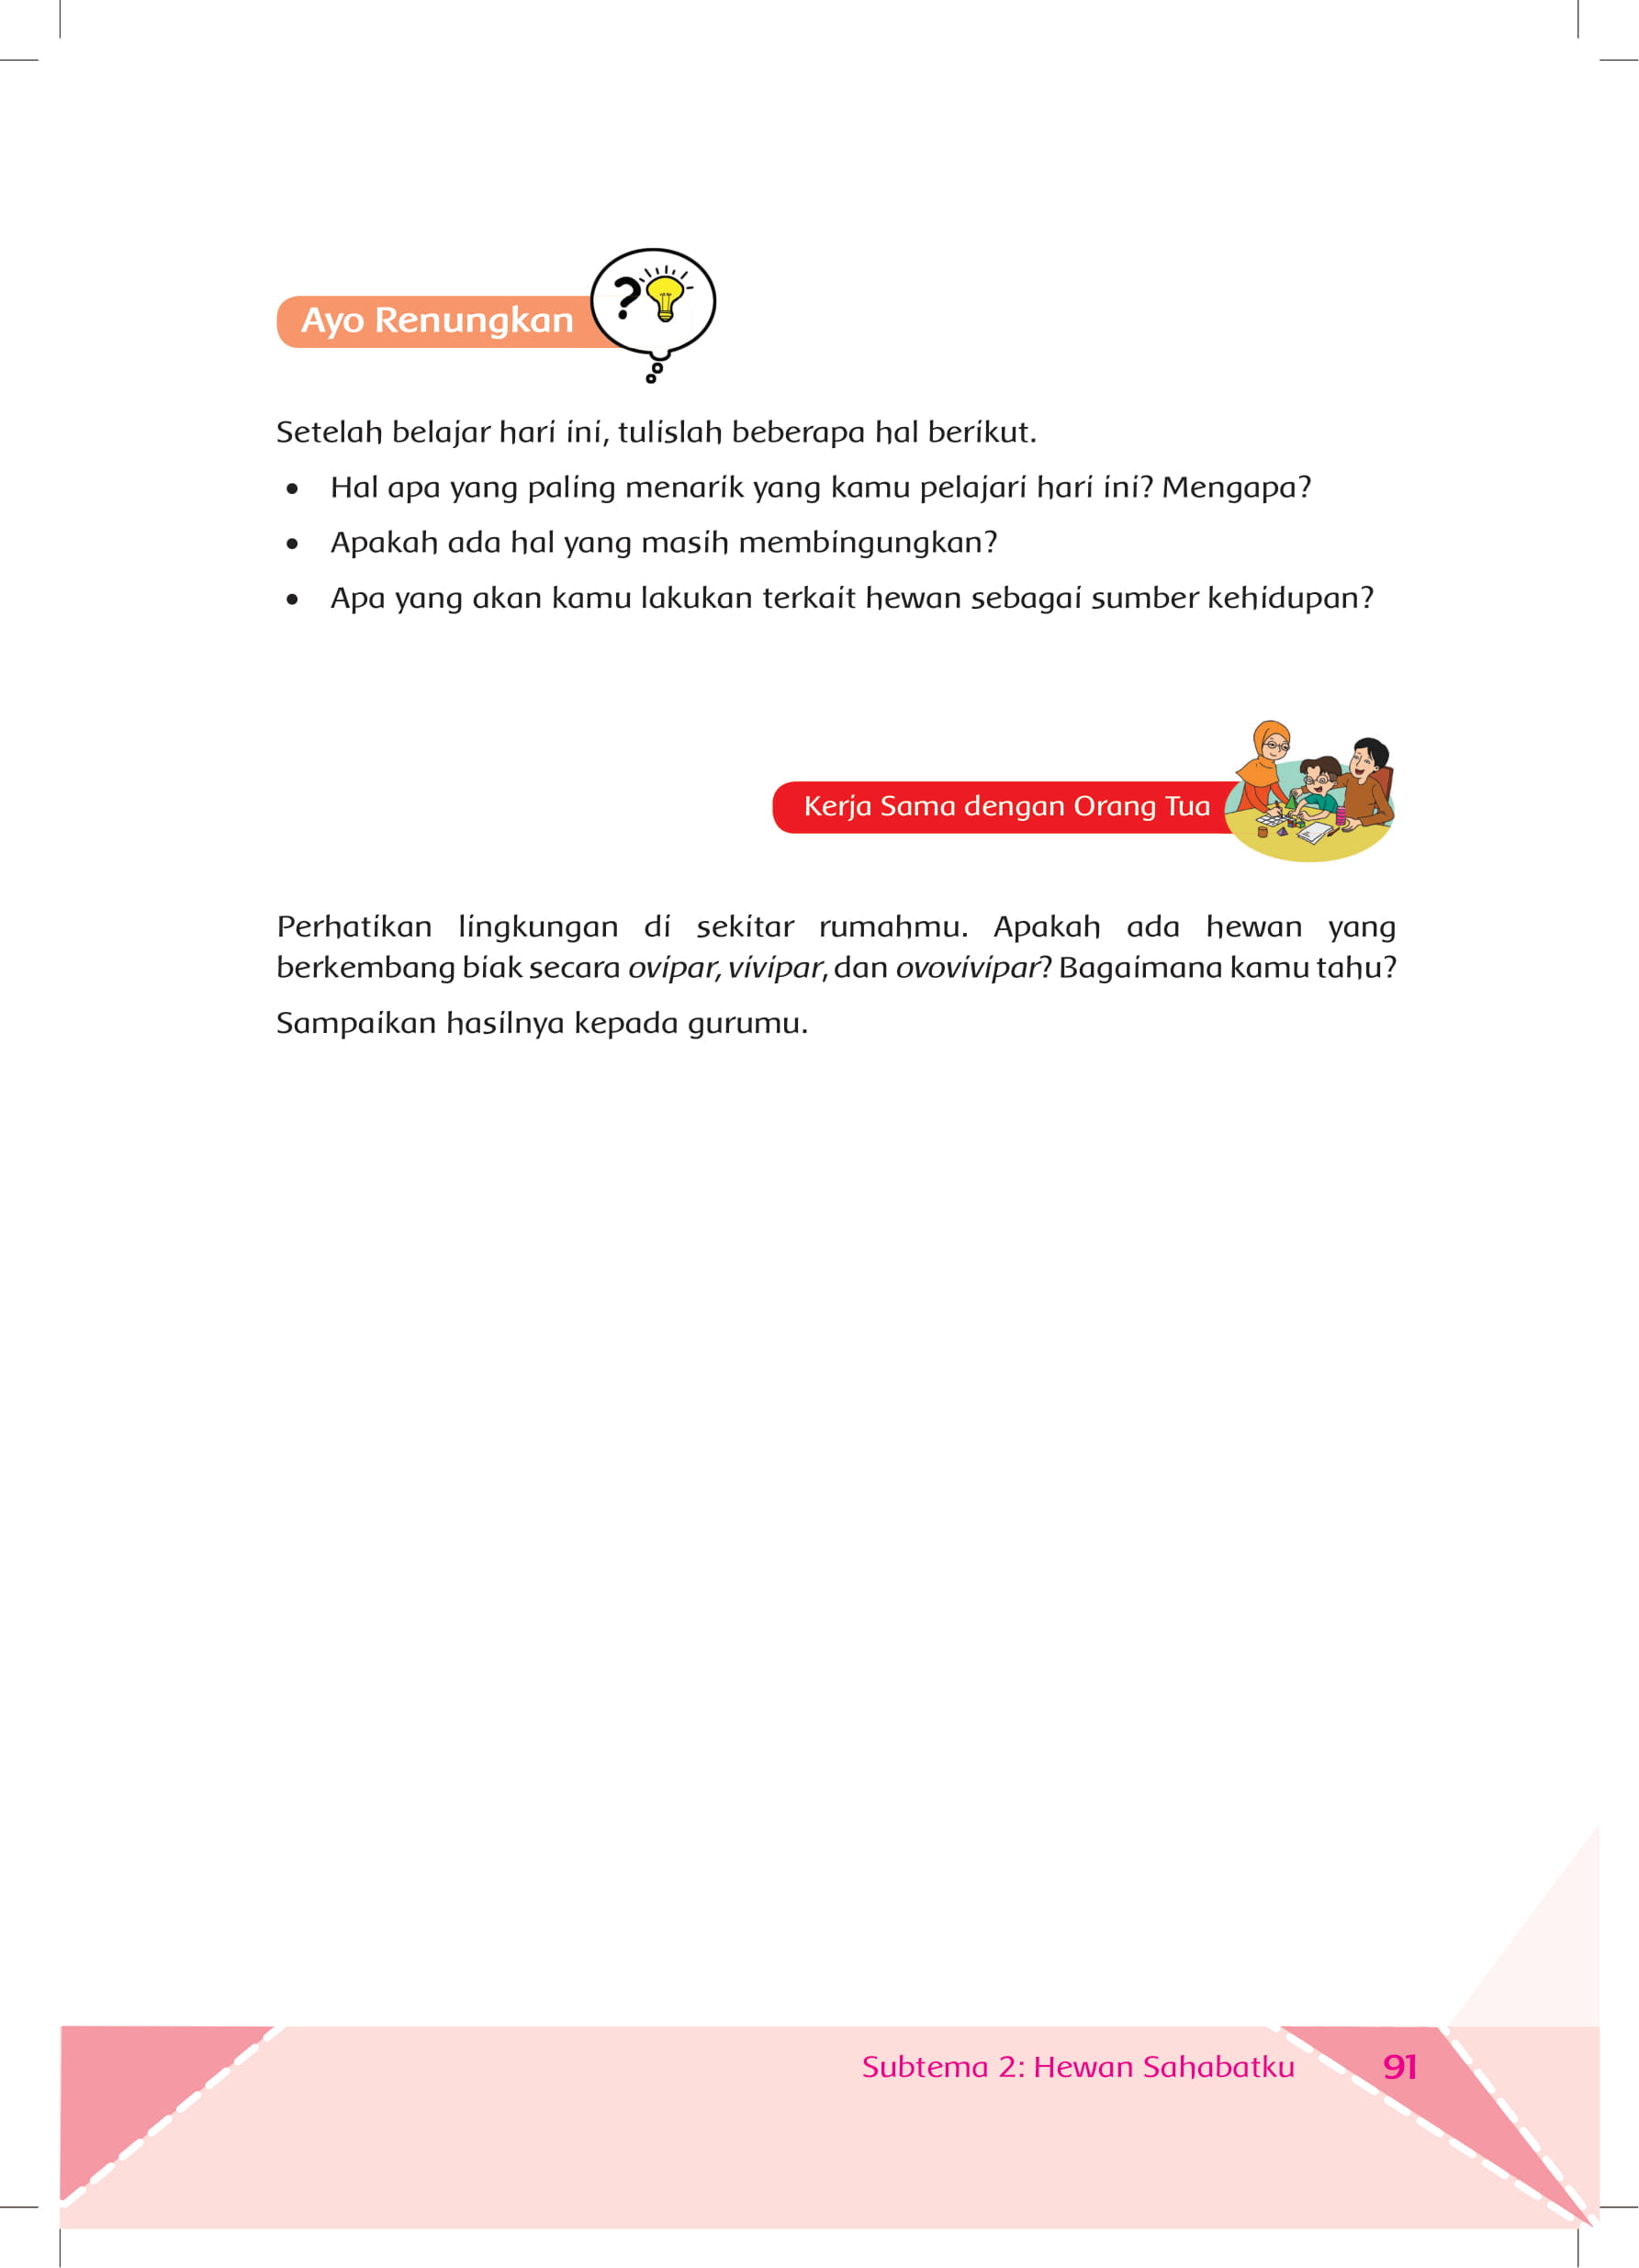 Ayo Renungkan
Setelah belajar hari ini, tulislah beberapa hal berikut.
• Hal apa yang paling menarik yang kamu pelajari hari ini? Mengapa?
• Apakah ada hal yang masih membingungkan?
• Apa yang akan kamu lakukan terkait hewan sebagai sumber kehidupan?
Kerja Sama dengan Orang Tua
Perhatikan lingkungan di sekitar rumahmu. Apakah ada hewan yang
berkembang biak secara ovipar, vivipar, dan ovovivipar? Bagaimana kamu tahu?
Sampaikan hasilnya kepada gurumu.
Subtema 2: Hewan Sahabatku 91